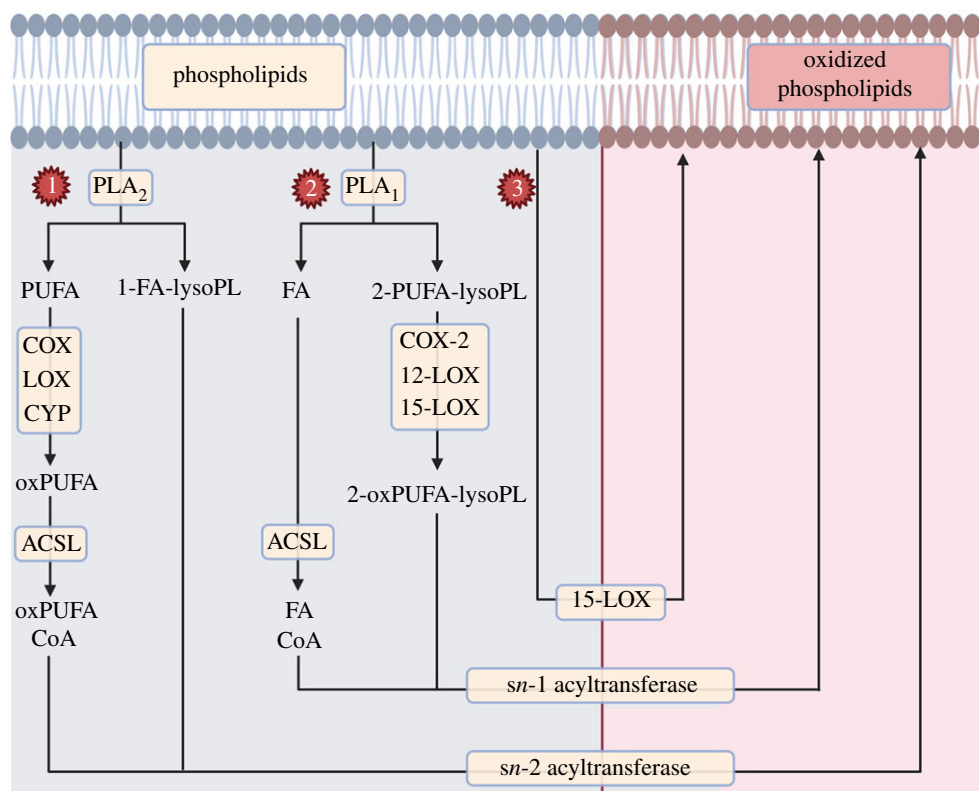 phospholipids
oxidized
phospholipids
1
PLA2
2
PLA1
3
PUFA
1-FA-lysoPL
FA
2-PUFA-lysoPL
COX
LOX
CYP
COX-2
12-LOX
15-LOX
oxPUFA
2-oxPUFA-lysoPL
ACSL
ACSL
oxPUFA
CoA
FA
CoA
15-LOX
sn-1 acyltransferase
sn-2 acyltransferase